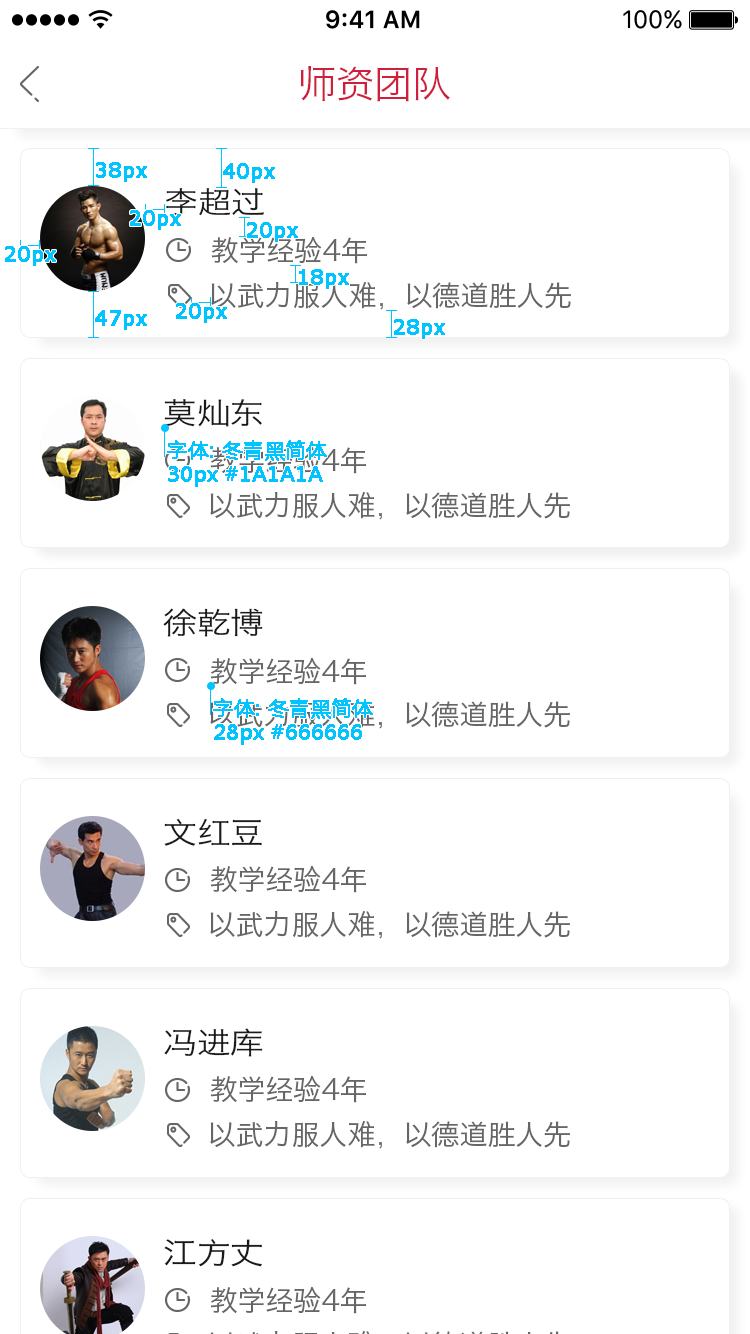 9:41 AM 100%
师资团队
38px
40px
李超过
20px
20px
20px
教学经验4年
18px
以武力服人难，以德道胜人先
20px
47px
28px
莫灿东
字体: 冬青黑简体
教学经验4年
30px #1A1A1A
以武力服人难，以德道胜人先
徐乾博
教学经验4年
字体: 冬青黑简体
以武力服人难，以德道胜人先
28px #666666
文红豆
教学经验4年
以武力服人难，以德道胜人先
冯进库
教学经验4年
以武力服人难，以德道胜人先
江方丈
教学经验4年